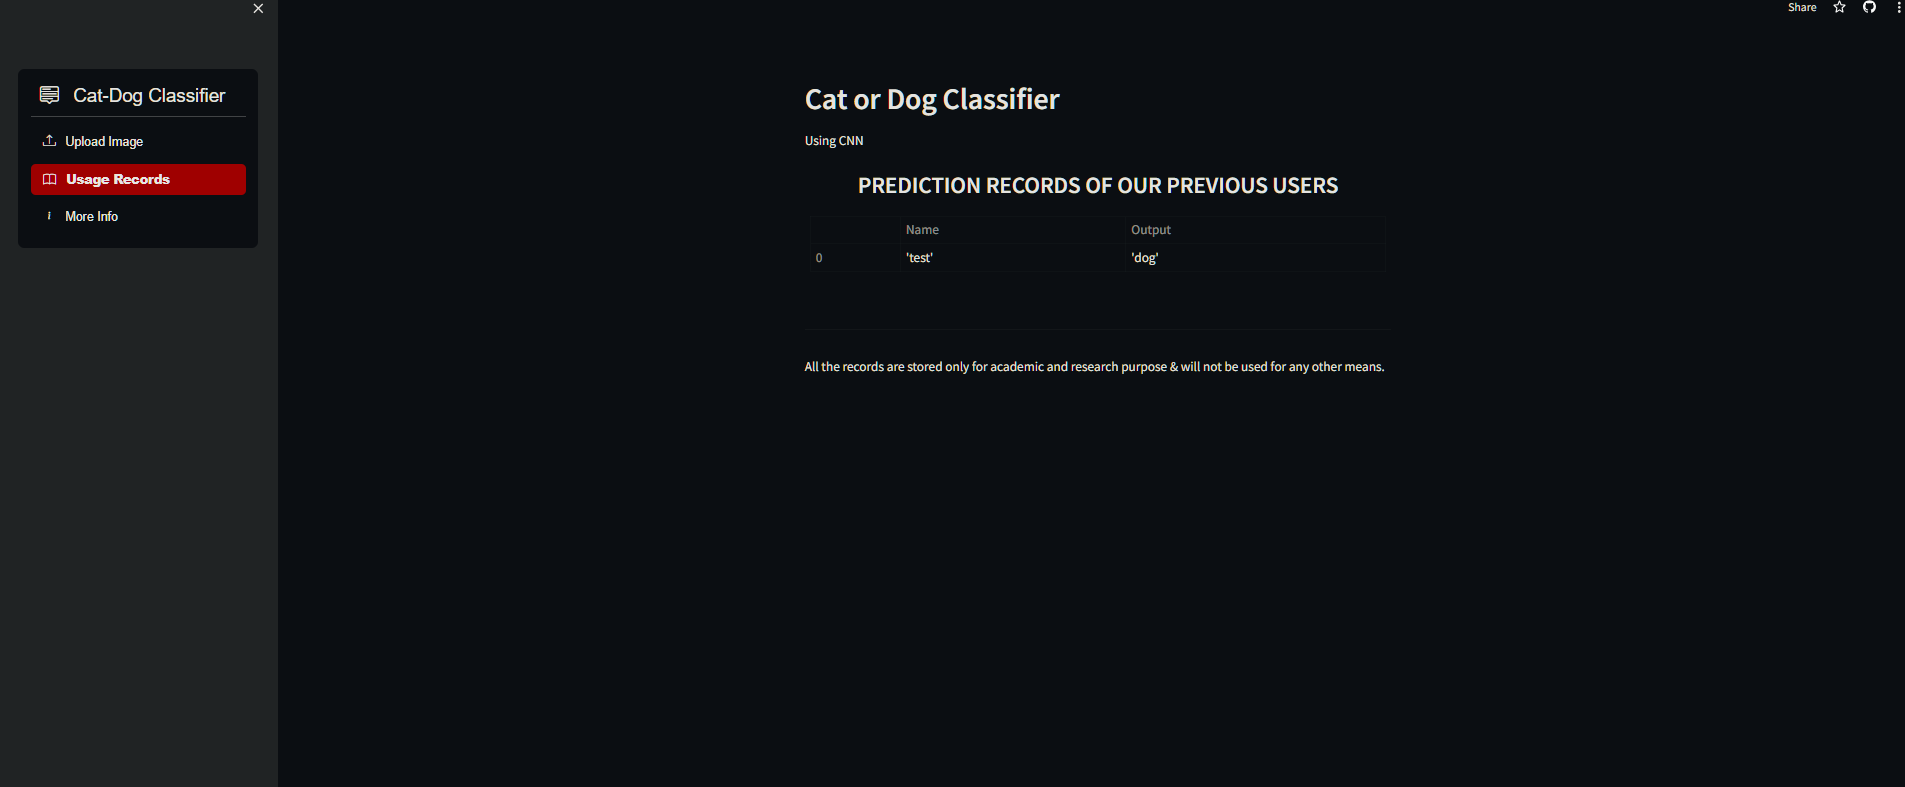 Share
Cat-Dog Classifier
Upload Image
Usage Records
More Info
Cat or Dog Classifier
Using CNN
PREDICTION RECORDS OF OUR PREVIOUS USERS
Name Output
0 'test' 'dog'
All the records are stored only for academic and research purpose & will not be used for any other means.